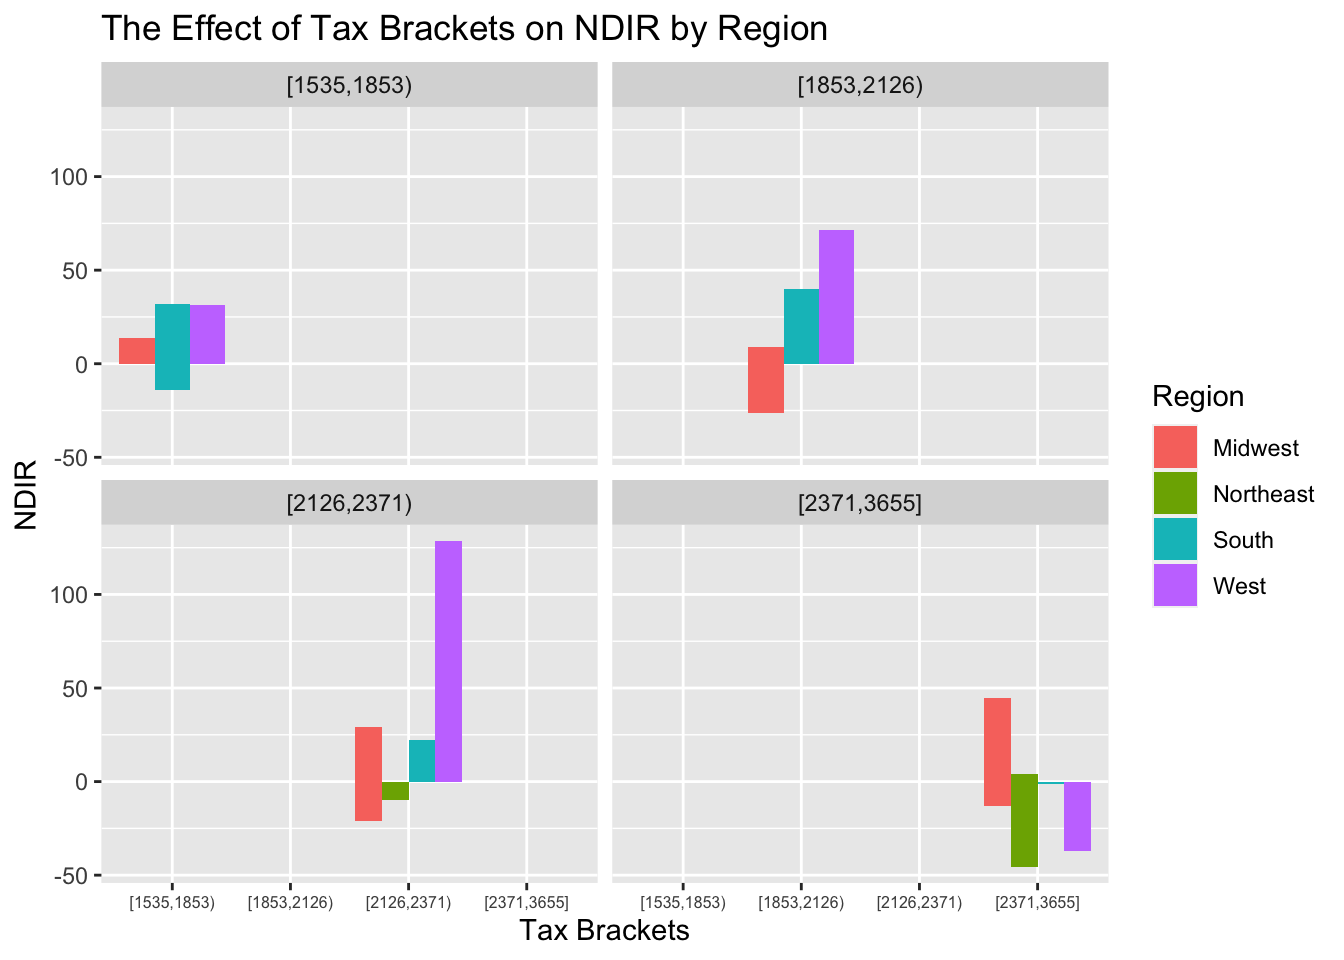 The Effect of Tax Brackets on NDIR by Region
[1535,1853)
[1853,2126)
100
50
0
-50
[2126,2371)
[2371,3655]
100
50
0
-50
NDIR
[1535,1853)
[1853,2126)
[2126,2371)
[2371,3655]
[1535,1853)
[1853,2126)
[2126,2371)
[2371,3655]
Tax Brackets
Region
Midwest
Northeast
South
West